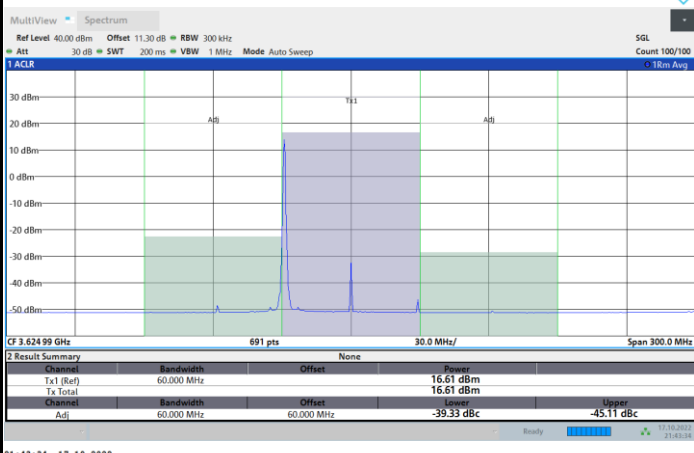 MultiView Spectrum
Ref Level 40.00 dBm Offset 11.30 dB RBW 300 kHz SGL
Att 30 dB SWT 200 ms VBW 1 MHz Mode Auto Sweep Count 100/100
1 ACLR 1Rm Avg
30 dBm
Tx1
20 dBm Adj Adj
10 dBm
0 dBm
-10 dBm
-20 dBm
-30 dBm
-40 dBm
-50 dBm
CF 3.624 99 GHz 691 pts 30.0 MHz/ Span 300.0 MHz
2 Result Summary None
Channel Bandwidth Offset Power
Tx1 (Ref) 60.000 MHz 16.61 dBm
Tx Total 16.61 dBm
Channel Bandwidth Offset Lower Upper
Adj 60.000 MHz 60.000 MHz -39.33 dBc -45.11 dBc
Ready 17.10.2022
21:43:39